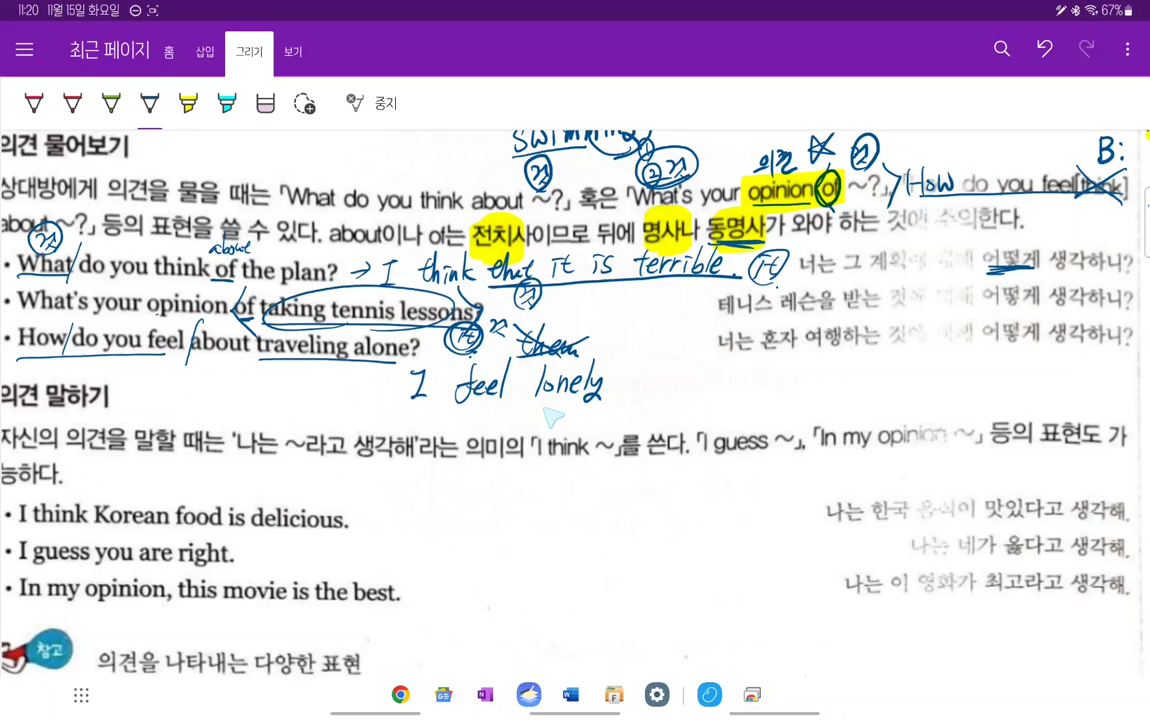 11:20 11월 15일 화요일 67%
최근 페이지 홈 삽입 그리기 보기
중지
swimming
의견 물어보기
것 그것 의견 것 B:
상대방에게 의견을 물을 때는 「What do you think about ~?」 혹은 「What's your opinion of ~?」, 「How do you feel[think]
about ~?」 등의 표현을 쓸 수 있다. about이나 of는 전치사이므로 뒤에 명사나 동명사가 와야 하는 것에 주의한다.
것 about
• What do you think of the plan? → I think that it is terrible. it 너는 그 계획에 대해 어떻게 생각하니?
것
• What's your opinion of taking tennis lessons? 테니스 레슨을 받는 것에 대해 어떻게 생각하니?
it them
• How do you feel about traveling alone? 너는 혼자 여행하는 것에 대해 어떻게 생각하니?
I feel lonely
의견 말하기
자신의 의견을 말할 때는 '나는 ~라고 생각해'라는 의미의 「I think ~」를 쓴다. 「I guess ~」, 「In my opinion ~」 등의 표현도 가
능하다.
• I think Korean food is delicious. 나는 한국 음식이 맛있다고 생각해.
• I guess you are right. 나는 네가 옳다고 생각해.
• In my opinion, this movie is the best. 나는 이 영화가 최고라고 생각해.
참고 의견을 나타내는 다양한 표현